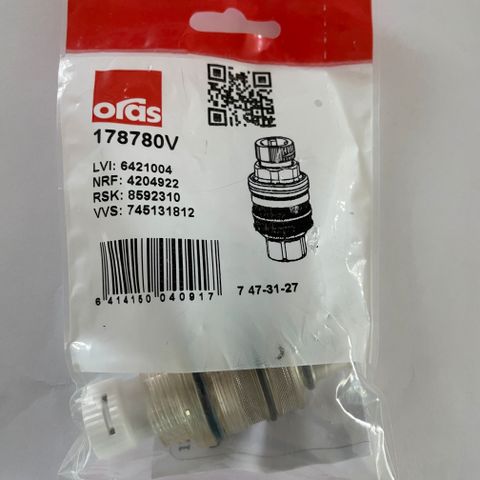 oras
178780V
LVI: 6421004
NRF: 4204922
RSK: 8592310
VVS: 745131812
6 414150 040917
7 47-31-27